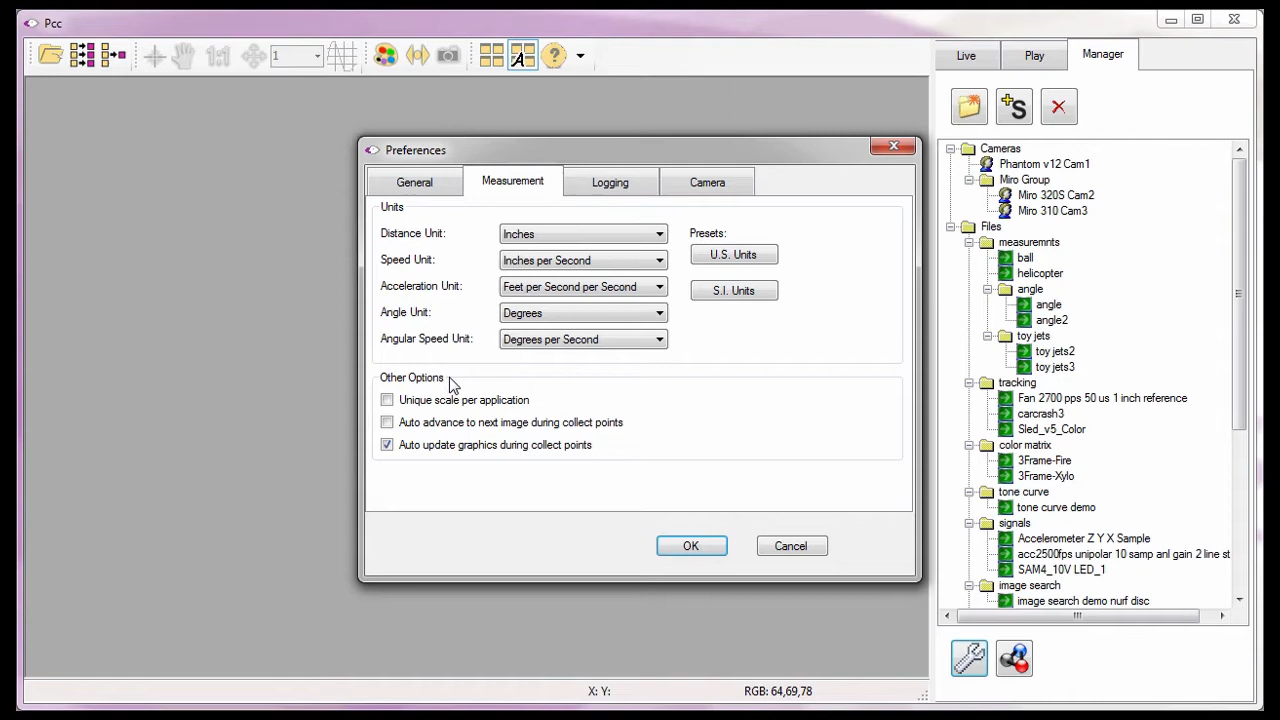 Pcc
1:1
1
A
?
Live
Play
Manager
S
Preferences
General
Measurement
Logging
Camera
Units
Distance Unit:
Inches
Presets:
Speed Unit:
Inches per Second
U.S. Units
Acceleration Unit:
Feet per Second per Second
S.I. Units
Angle Unit:
Degrees
Angular Speed Unit:
Degrees per Second
Other Options
Unique scale per application
Auto advance to next image during collect points
Auto update graphics during collect points
OK
Cancel
Cameras
Phantom v12 Cam1
Miro Group
Miro 320S Cam2
Miro 310 Cam3
Files
measuremnts
ball
helicopter
angle
angle
angle2
toy jets
toy jets2
toy jets3
tracking
Fan 2700 pps 50 us 1 inch reference
carcrash3
Sled_v5_Color
color matrix
3Frame-Fire
3Frame-Xylo
tone curve
tone curve demo
signals
Accelerometer Z Y X Sample
acc2500fps unipolar 10 samp anl gain 2 line st
SAM4_10V LED_1
image search
image search demo nurf disc
X: Y:
RGB: 64,69,78